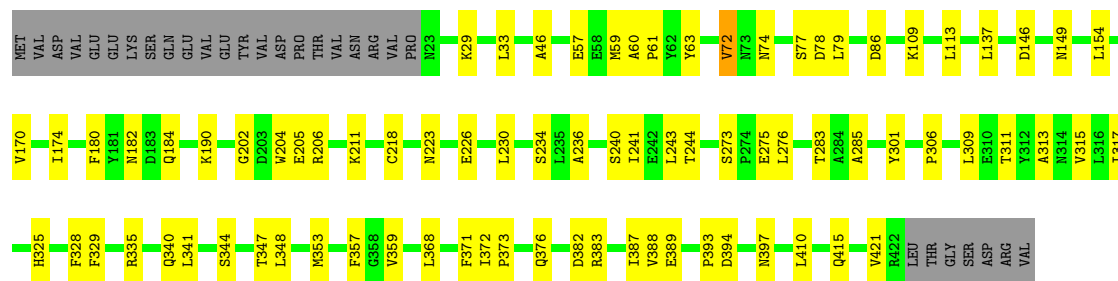 MET VAL ASP VAL GLU GLU LYS SER GLN GLU VAL GLU TYR VAL ASP PRO THR VAL ASN ARG VAL PRO N23 K29 L33 A46 E57 E58 M59 A60 P61 Y62 Y63 V72 N73 N74 S77 D78 L79 D86 K109 L113 L137 D146 N149 L154
V170 I174 F180 Y181 N182 D183 Q184 K190 G202 D203 W204 E205 R206 K211 C218 N223 E226 L230 S234 L235 A236 S240 I241 E242 L243 T244 S273 P274 E275 L276 T283 A284 A285 Y301 P306 L309 E310 T311 Y312 A313 N314 V315 L316 I317
H325 F328 F329 R335 Q340 L341 S344 T347 L348 M353 F357 G358 V359 L368 F371 I372 P373 Q376 D382 R383 I387 V388 E389 P393 D394 N397 L410 Q415 V421 R422 LEU THR GLY SER ASP ARG VAL